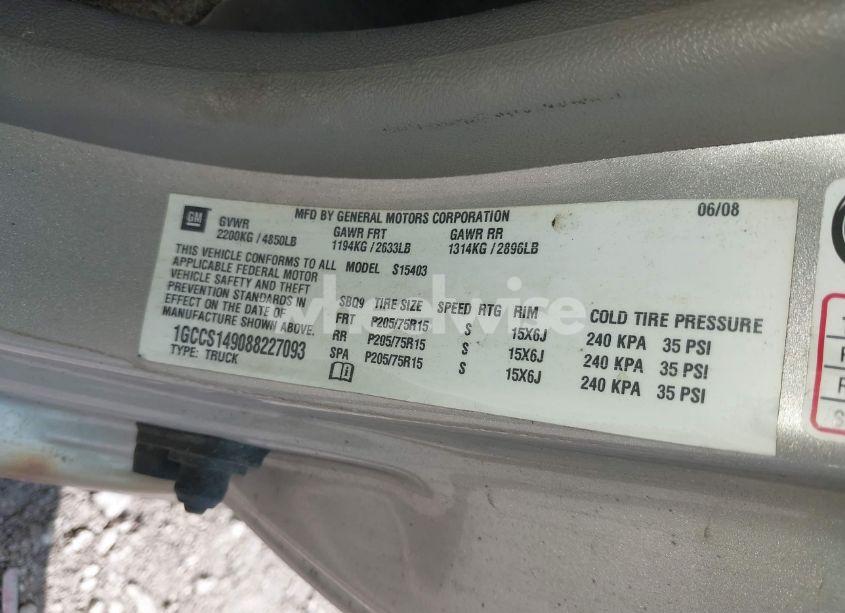 GM
MFD BY GENERAL MOTORS CORPORATION 06/08
GVWR GAWR FRT GAWR RR
2200KG / 4850LB 1194KG / 2633LB 1314KG / 2896LB
THIS VEHICLE CONFORMS TO ALL
APPLICABLE FEDERAL MOTOR
VEHICLE SAFETY AND THEFT
PREVENTION STANDARDS IN
EFFECT ON THE DATE OF
MANUFACTURE SHOWN ABOVE.
1GCCS149088227093
TYPE: TRUCK
MODEL S15403
SBQ9 TIRE SIZE SPEED RTG RIM COLD TIRE PRESSURE
FRT P205/75R15 S 15X6J 240 KPA 35 PSI
RR P205/75R15 S 15X6J 240 KPA 35 PSI
SPA P205/75R15 S 15X6J 240 KPA 35 PSI
wheelwise